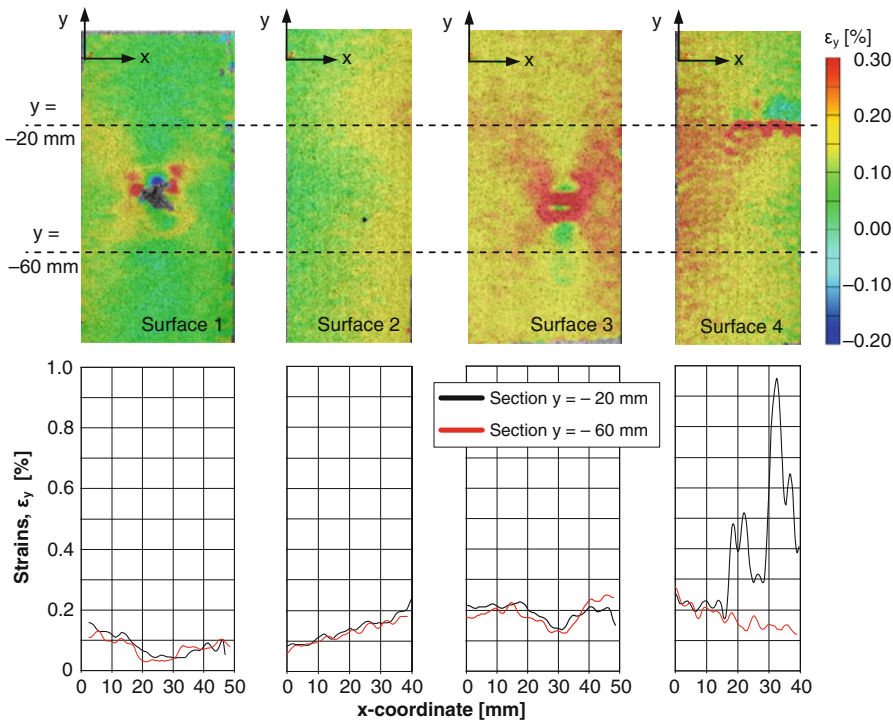 y y y y
x x x x
εy [%]
0.30
0.20
0.10
0.00
−0.10
−0.20
y =
−20 mm
y =
−60 mm
Surface 1 Surface 2 Surface 3 Surface 4
Section y = − 20 mm
Section y = − 60 mm
Strains, εy [%]
1.0
0.8
0.6
0.4
0.2
0
0 10 20 30 40 50 0 10 20 30 40 0 10 20 30 40 50 0 10 20 30 40
x-coordinate [mm]